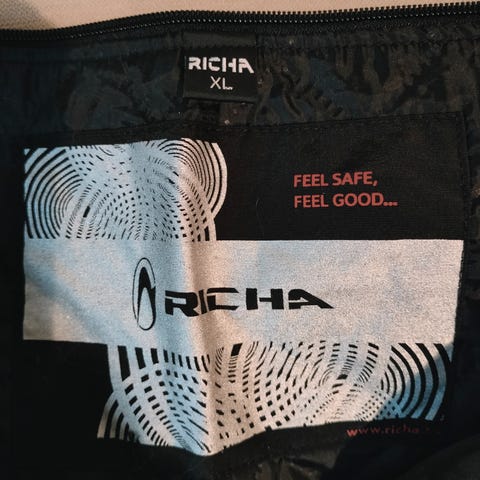 RICHA
XL
FEEL SAFE,
FEEL GOOD...
RICHA